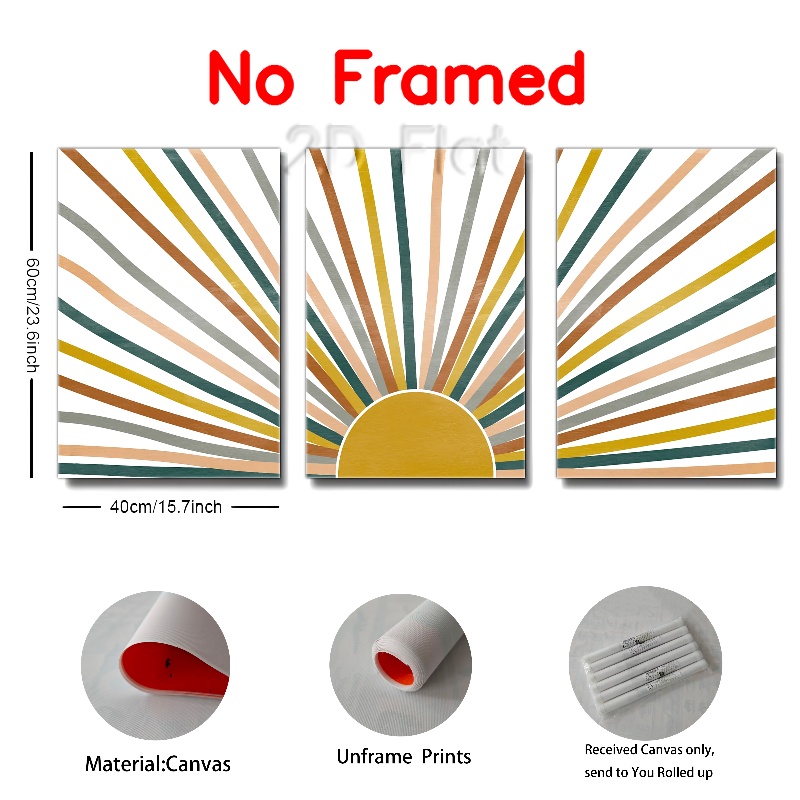 No Framed
2D Flat
60cm/23.6inch
40cm/15.7inch
Material:Canvas
Unframe Prints
Received Canvas only,
send to You Rolled up